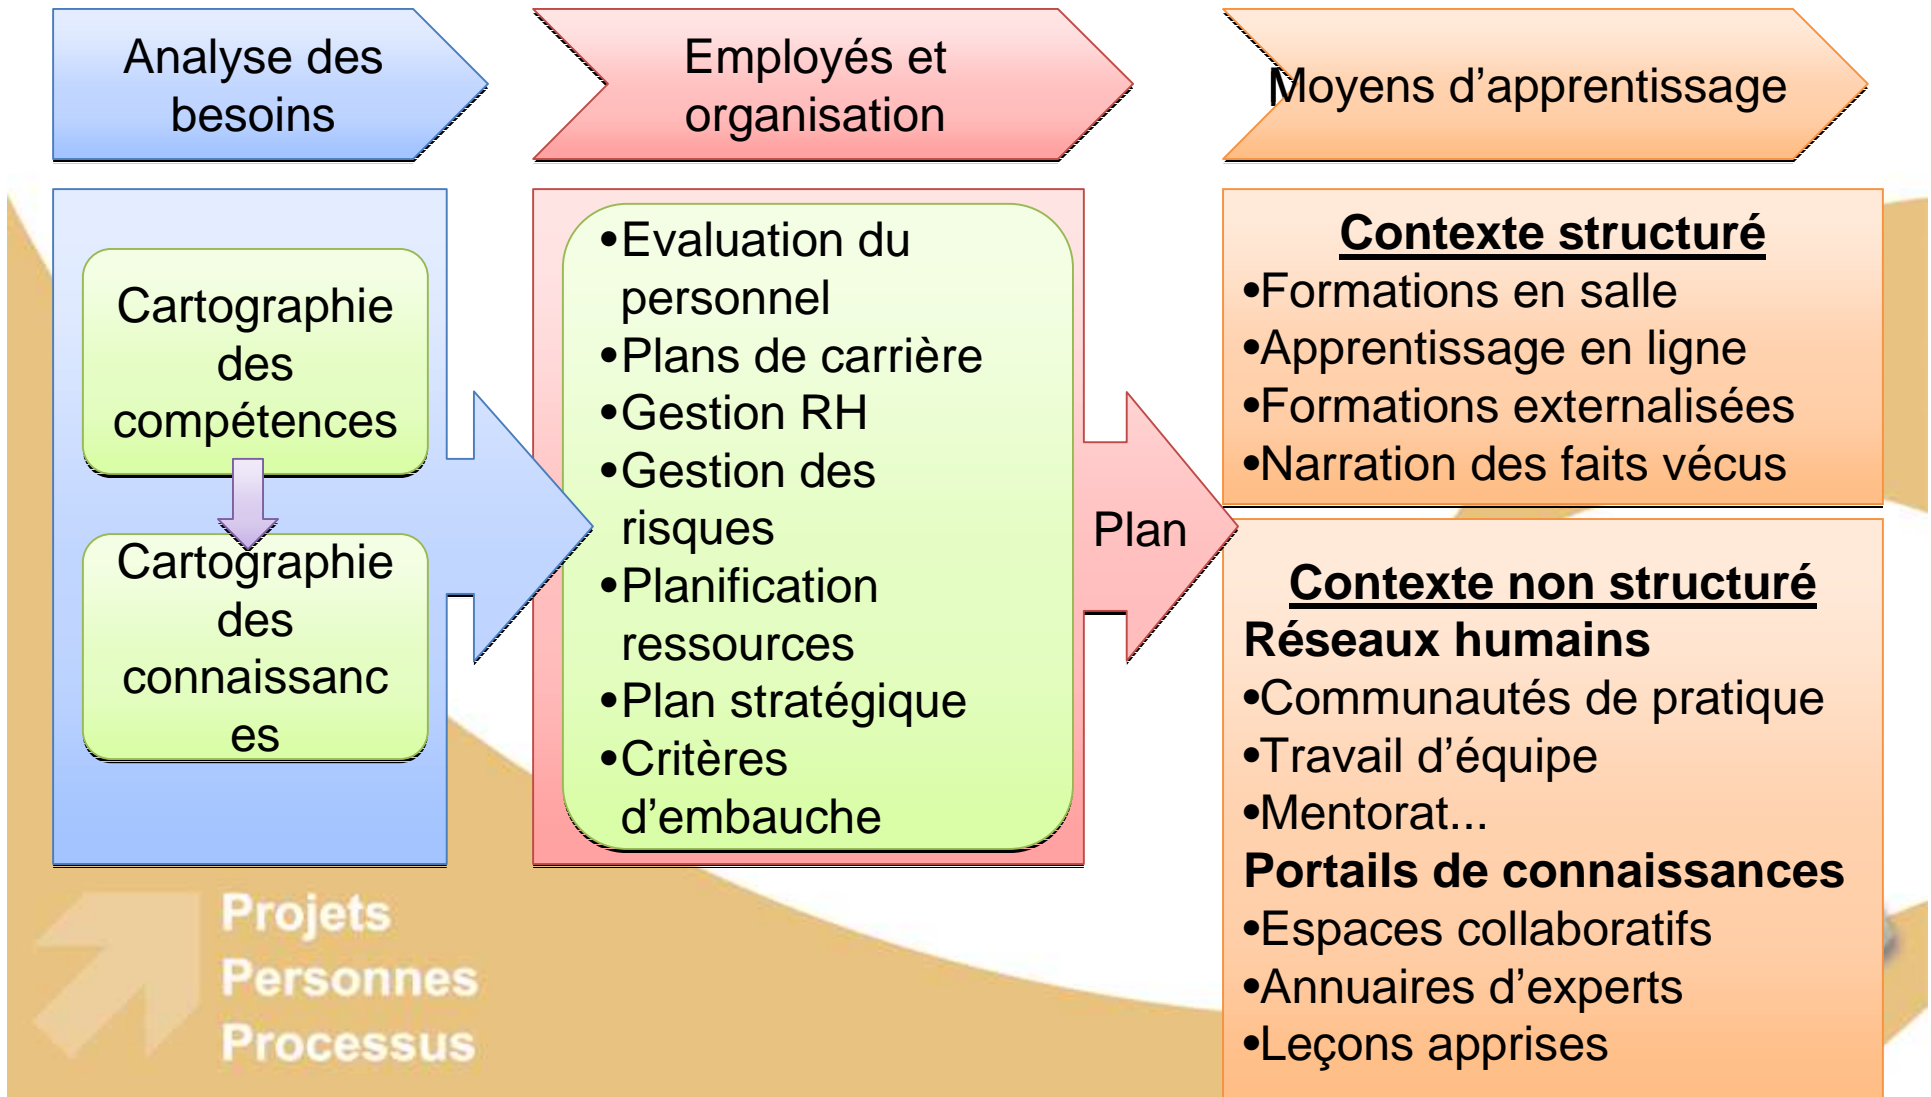 Analyse des
besoins
Employés et
organisation
Moyens d’apprentissage
Cartographie
des
compétences
Cartographie
des
connaissanc
es
•Evaluation du
personnel
•Plans de carrière
•Gestion RH
•Gestion des
risques
•Planification
ressources
•Plan stratégique
•Critères
d’embauche
Plan
Contexte structuré
•Formations en salle
•Apprentissage en ligne
•Formations externalisées
•Narration des faits vécus
Contexte non structuré
Réseaux humains
•Communautés de pratique
•Travail d’équipe
•Mentorat...
Portails de connaissances
•Espaces collaboratifs
•Annuaires d’experts
•Leçons apprises
Projets
Personnes
Processus